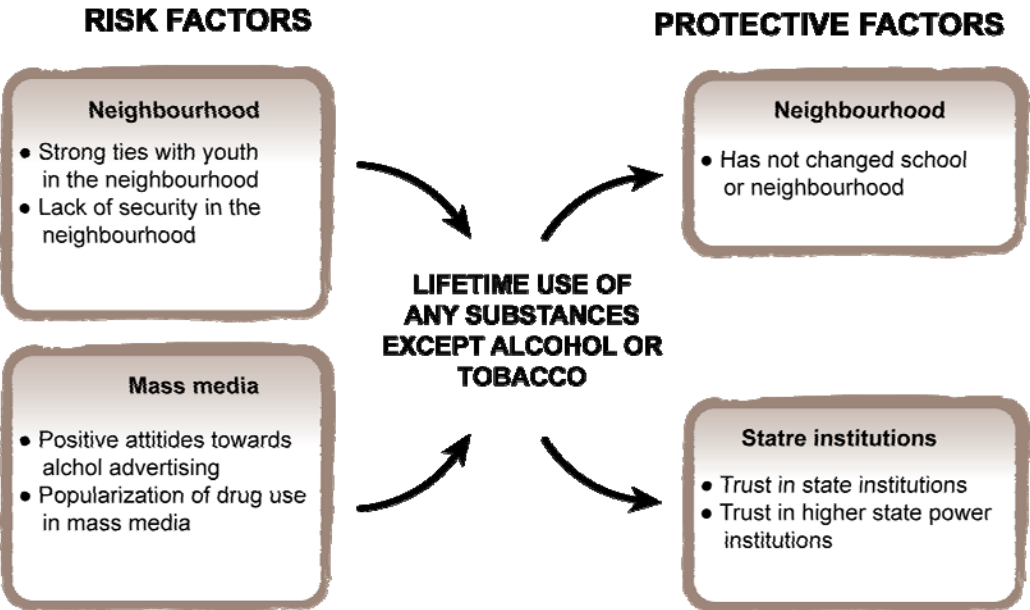 RISK FACTORS
Neighbourhood
● Strong ties with youth
in the neighbourhood
● Lack of security in the
neighbourhood
Mass media
● Positive attitides towards
alchol advertising
● Popularization of drug use
in mass media
LIFETIME USE OF
ANY SUBSTANCES
EXCEPT ALCOHOL OR
TOBACCO
PROTECTIVE FACTORS
Neighbourhood
● Has not changed school
or neighbourhood
Statre institutions
● Trust in state institutions
● Trust in higher state power
institutions